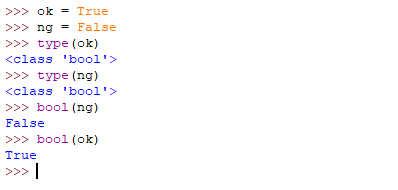 >>> ok = True
>>> ng = False
>>> type(ok)
<class 'bool'>
>>> type(ng)
<class 'bool'>
>>> bool(ng)
False
>>> bool(ok)
True
>>>